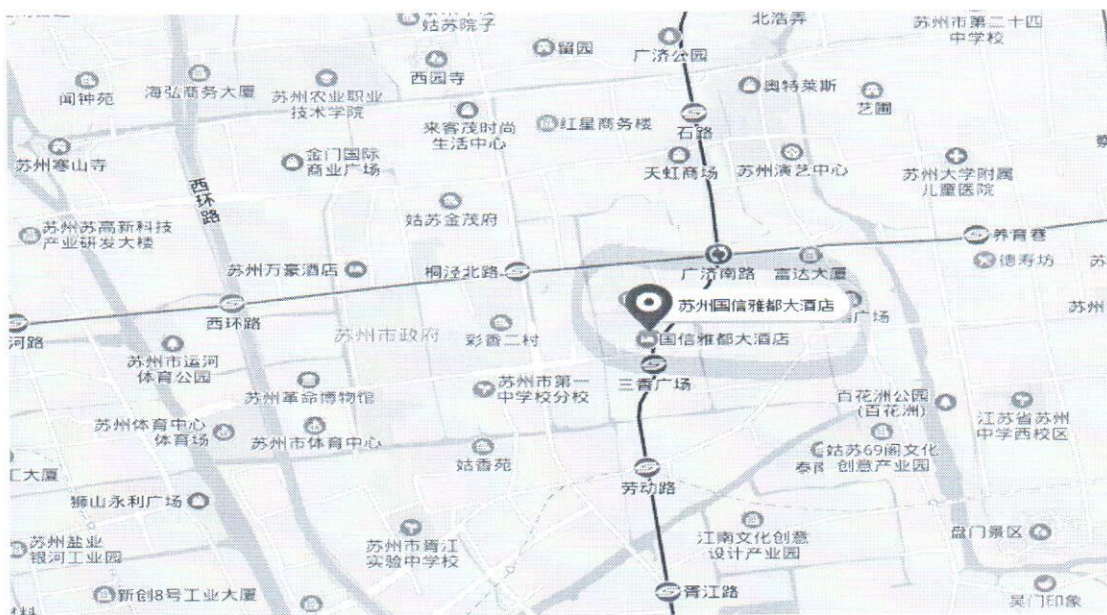 姑苏院子
北浩弄
苏州市第二十四
中学校
留园
广济公园
西园寺
闻钟苑
海弘商务大厦
苏州农业职业
技术学院
奥特莱斯
艺圃
来客茂时尚
生活中心
红星商务楼
石路
苏州寒山寺
金门国际
商业广场
天虹商场
苏州演艺中心
苏州大学附属
儿童医院
西环路
姑苏金茂府
苏州苏高新科技
产业研发大楼
养育巷
苏州万豪酒店
桐泾北路
广济南路
富达大厦
德寿坊
苏
苏州国信雅都大酒店
广场
苏州
西环路
河路
苏州市政府
彩香二村
国信雅都大酒店
苏州市运河
体育公园
三香广场
苏州革命博物馆
苏州市第一
中学校分校
百花洲公园
(百花洲)
江苏省苏州
中学西校区
苏州体育中心
体育场
苏州市体育中心
姑香苑
姑苏69阁文化
创意产业园
泰
汇大厦
劳动路
狮山永利广场
苏州盐业
银河工业园
苏州市胥江
实验中学校
江南文化创意
设计产业园
盘门景区
新创8号工业大厦
胥江路
吴门印象
材料